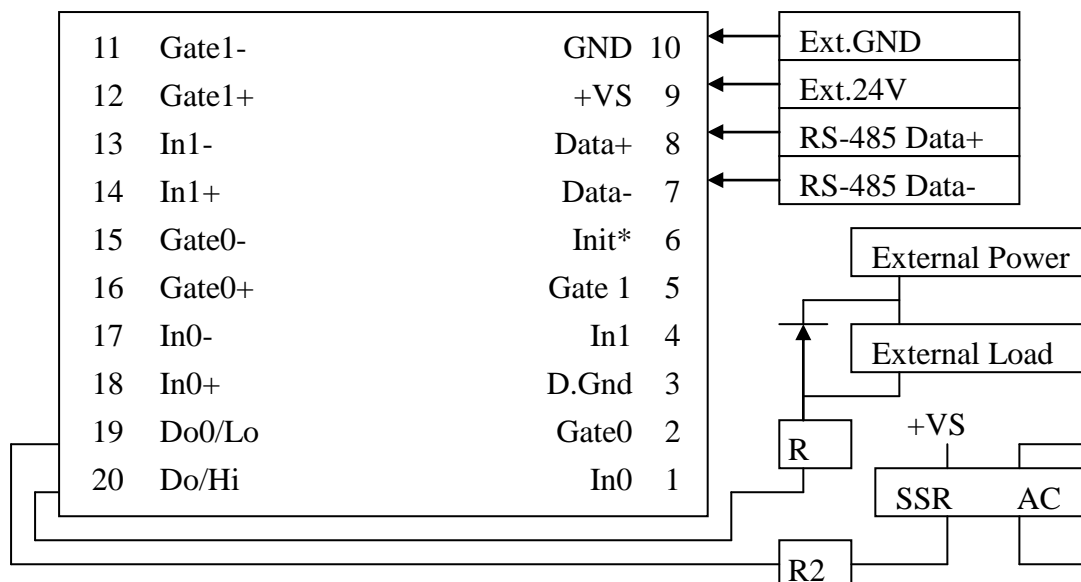 11 Gate1- GND 10
12 Gate1+ +VS 9
13 In1- Data+ 8
14 In1+ Data- 7
15 Gate0- Init* 6
16 Gate0+ Gate 1 5
17 In0- In1 4
18 In0+ D.Gnd 3
19 Do0/Lo Gate0 2
20 Do/Hi In0 1
Ext.GND
Ext.24V
RS-485 Data+
RS-485 Data-
External Power
External Load
R
+VS
SSR AC
R2